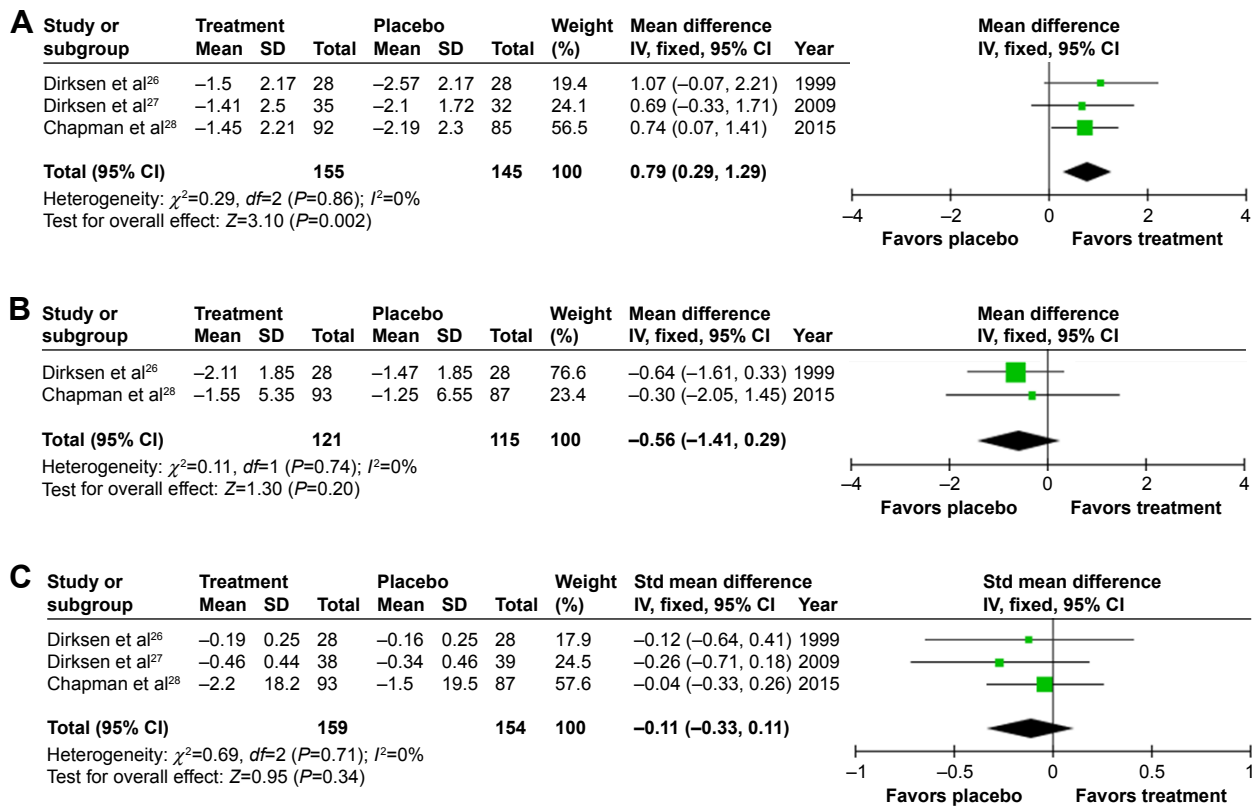 A Study or Treatment Placebo Weight Mean difference Mean difference
subgroup Mean SD Total Mean SD Total (%) IV, fixed, 95% CI Year IV, fixed, 95% CI
Dirksen et al²⁶ –1.5 2.17 28 –2.57 2.17 28 19.4 1.07 (–0.07, 2.21) 1999
Dirksen et al²⁷ –1.41 2.5 35 –2.1 1.72 32 24.1 0.69 (–0.33, 1.71) 2009
Chapman et al²⁸ –1.45 2.21 92 –2.19 2.3 85 56.5 0.74 (0.07, 1.41) 2015
Total (95% CI) 155 145 100 0.79 (0.29, 1.29)
Heterogeneity: χ²=0.29, df=2 (P=0.86); I²=0%
Test for overall effect: Z=3.10 (P=0.002)
–4 –2 0 2 4
Favors placebo Favors treatment
B Study or Treatment Placebo Weight Mean difference Mean difference
subgroup Mean SD Total Mean SD Total (%) IV, fixed, 95% CI Year IV, fixed, 95% CI
Dirksen et al²⁶ –2.11 1.85 28 –1.47 1.85 28 76.6 –0.64 (–1.61, 0.33) 1999
Chapman et al²⁸ –1.55 5.35 93 –1.25 6.55 87 23.4 –0.30 (–2.05, 1.45) 2015
Total (95% CI) 121 115 100 –0.56 (–1.41, 0.29)
Heterogeneity: χ²=0.11, df=1 (P=0.74); I²=0%
Test for overall effect: Z=1.30 (P=0.20)
–4 –2 0 2 4
Favors placebo Favors treatment
C Study or Treatment Placebo Weight Std mean difference Std mean difference
subgroup Mean SD Total Mean SD Total (%) IV, fixed, 95% CI Year IV, fixed, 95% CI
Dirksen et al²⁶ –0.19 0.25 28 –0.16 0.25 28 17.9 –0.12 (–0.64, 0.41) 1999
Dirksen et al²⁷ –0.46 0.44 38 –0.34 0.46 39 24.5 –0.26 (–0.71, 0.18) 2009
Chapman et al²⁸ –2.2 18.2 93 –1.5 19.5 87 57.6 –0.04 (–0.33, 0.26) 2015
Total (95% CI) 159 154 100 –0.11 (–0.33, 0.11)
Heterogeneity: χ²=0.69, df=2 (P=0.71); I²=0%
Test for overall effect: Z=0.95 (P=0.34)
–1 –0.5 0 0.5 1
Favors placebo Favors treatment